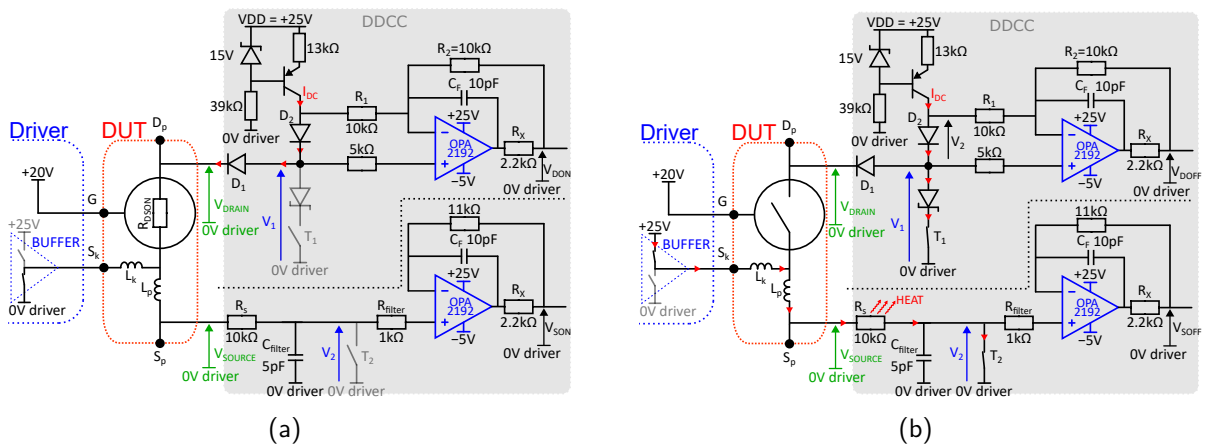 VDD = +25V
DDCC
15V
13kΩ
R2=10kΩ
CF 10pF
IDC
R1
39kΩ
D2
10kΩ
+25V
0V driver
Driver
DUT
Dp
OPA
2192
RX
5kΩ
2.2kΩ
−5V
VDON
+20V
D1
G
RDSON
VDRAIN
V1
0V driver
0V driver
T1
+25V
BUFFER
Sk
Lk
Lp
0V driver
0V driver
11kΩ
CF 10pF
+25V
OPA
2192
RX
2.2kΩ
−5V
VSON
0V driver
Rs
10kΩ
Rfilter
1kΩ
VSOURCE
Cfilter
5pF
V2
T2
Sp
0V driver
0V driver
0V driver
(a)
VDD = +25V
DDCC
15V
13kΩ
R2=10kΩ
CF 10pF
IDC
R1
39kΩ
D2
10kΩ
+25V
0V driver
V2
Driver
DUT
Dp
OPA
2192
RX
5kΩ
2.2kΩ
−5V
VDOFF
+20V
D1
G
VDRAIN
V1
0V driver
0V driver
T1
+25V
BUFFER
Sk
Lk
Lp
0V driver
0V driver
11kΩ
CF 10pF
+25V
OPA
2192
RX
2.2kΩ
−5V
VSOFF
0V driver
Rs
HEAT
10kΩ
Rfilter
1kΩ
VSOURCE
Cfilter
5pF
V2
T2
Sp
0V driver
0V driver
0V driver
(b)